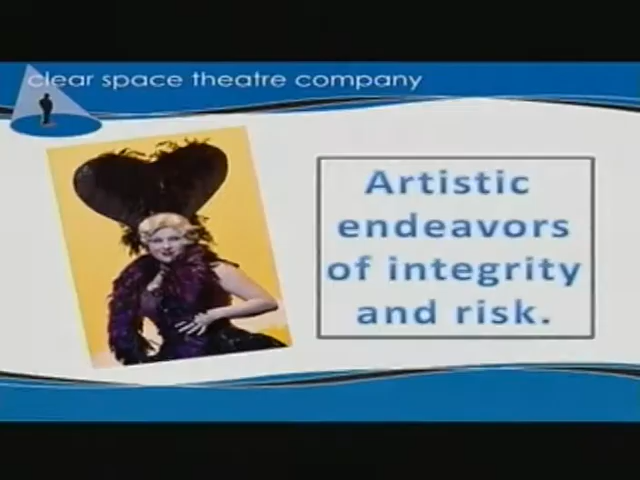 clear space theatre company
Artistic
endeavors
of integrity
and risk.